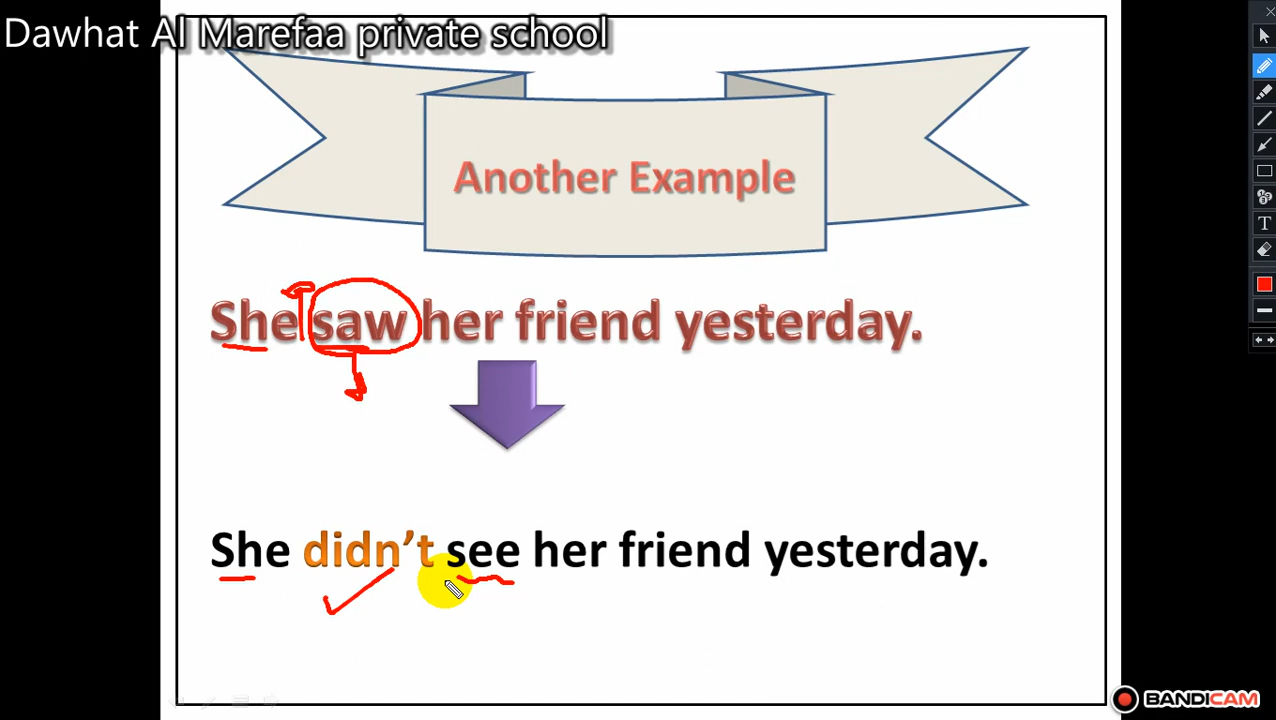 Dawhat Al Marefaa private school
Another Example
She saw her friend yesterday.
She didn’t see her friend yesterday.
BANDICAM